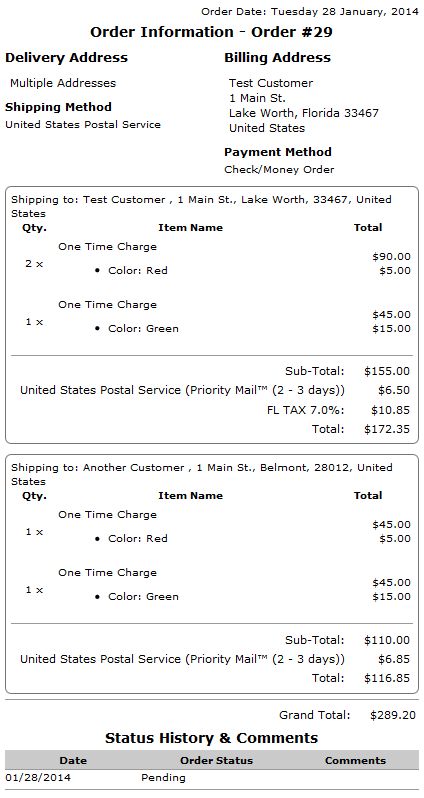 Order Date: Tuesday 28 January, 2014
Order Information - Order #29
Delivery Address
Multiple Addresses
Shipping Method
United States Postal Service
Billing Address
Test Customer
1 Main St.
Lake Worth, Florida 33467
United States
Payment Method
Check/Money Order
Shipping to: Test Customer , 1 Main St., Lake Worth, 33467, United
States
Qty. Item Name Total
One Time Charge
2 x $90.00
• Color: Red $5.00
One Time Charge
1 x $45.00
• Color: Green $15.00
Sub-Total: $155.00
United States Postal Service (Priority Mail™ (2 - 3 days)) $6.50
FL TAX 7.0%: $10.85
Total: $172.35
Shipping to: Another Customer , 1 Main St., Belmont, 28012, United
States
Qty. Item Name Total
One Time Charge
1 x $45.00
• Color: Red $5.00
One Time Charge
1 x $45.00
• Color: Green $15.00
Sub-Total: $110.00
United States Postal Service (Priority Mail™ (2 - 3 days)) $6.85
Total: $116.85
Grand Total: $289.20
Status History & Comments
Date Order Status Comments
01/28/2014 Pending